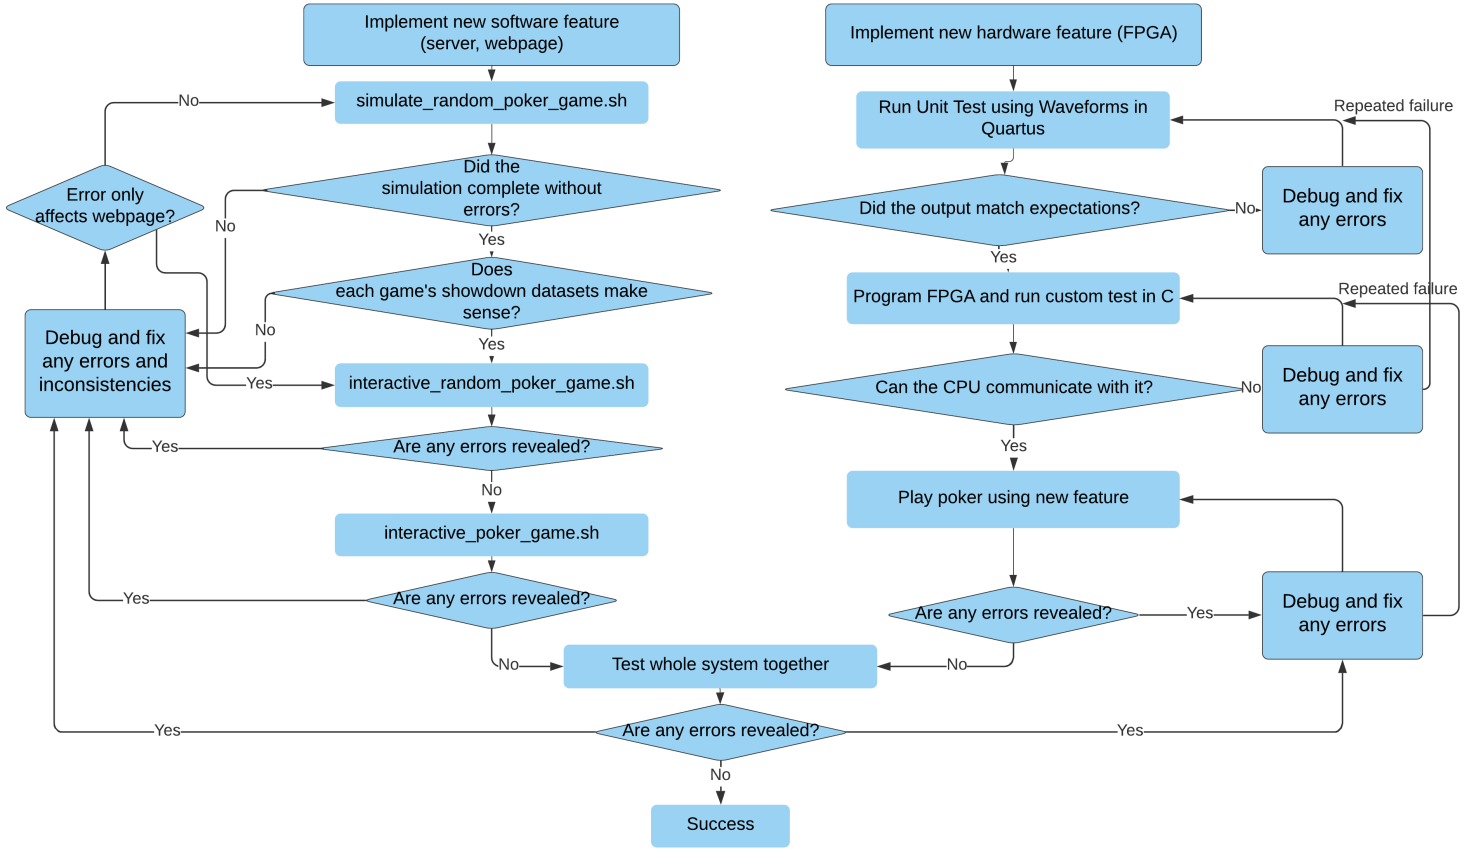 Implement new software feature
(server, webpage)
Implement new hardware feature (FPGA)
No
simulate_random_poker_game.sh
Run Unit Test using Waveforms in
Quartus
Repeated failure
Error only
affects webpage?
Did the
simulation complete without
errors?
No
Yes
Did the output match expectations?
No
Debug and fix
any errors
Yes
Does
each game's showdown datasets make
sense?
No
Yes
Program FPGA and run custom test in C
Repeated failure
Debug and fix
any errors and
inconsistencies
Yes
interactive_random_poker_game.sh
Can the CPU communicate with it?
No
Debug and fix
any errors
Yes
Are any errors revealed?
Yes
No
Play poker using new feature
interactive_poker_game.sh
Yes
Are any errors revealed?
Are any errors revealed?
Yes
Debug and fix
any errors
No
Test whole system together
No
Yes
Are any errors revealed?
Yes
No
Success